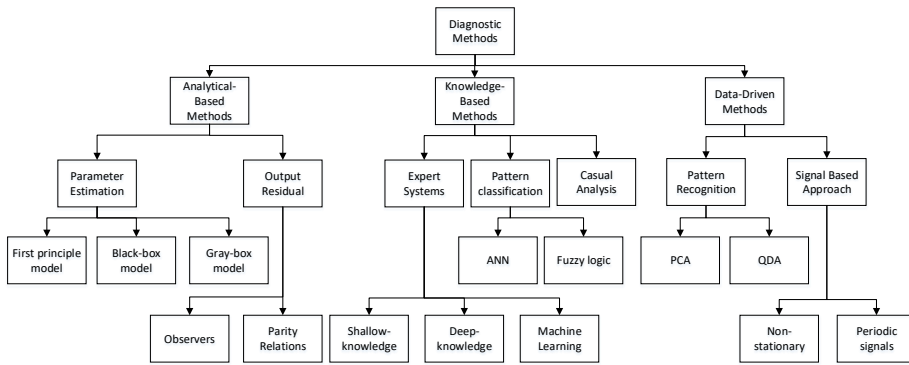 Diagnostic
Methods
Analytical-
Based
Methods
Knowledge-
Based
Methods
Data-Driven
Methods
Parameter
Estimation
Output
Residual
Expert
Systems
Pattern
classification
Casual
Analysis
Pattern
Recognition
Signal Based
Approach
First principle
model
Black-box
model
Gray-box
model
ANN
Fuzzy logic
PCA
QDA
Observers
Parity
Relations
Shallow-
knowledge
Deep-
knowledge
Machine
Learning
Non-
stationary
Periodic
signals